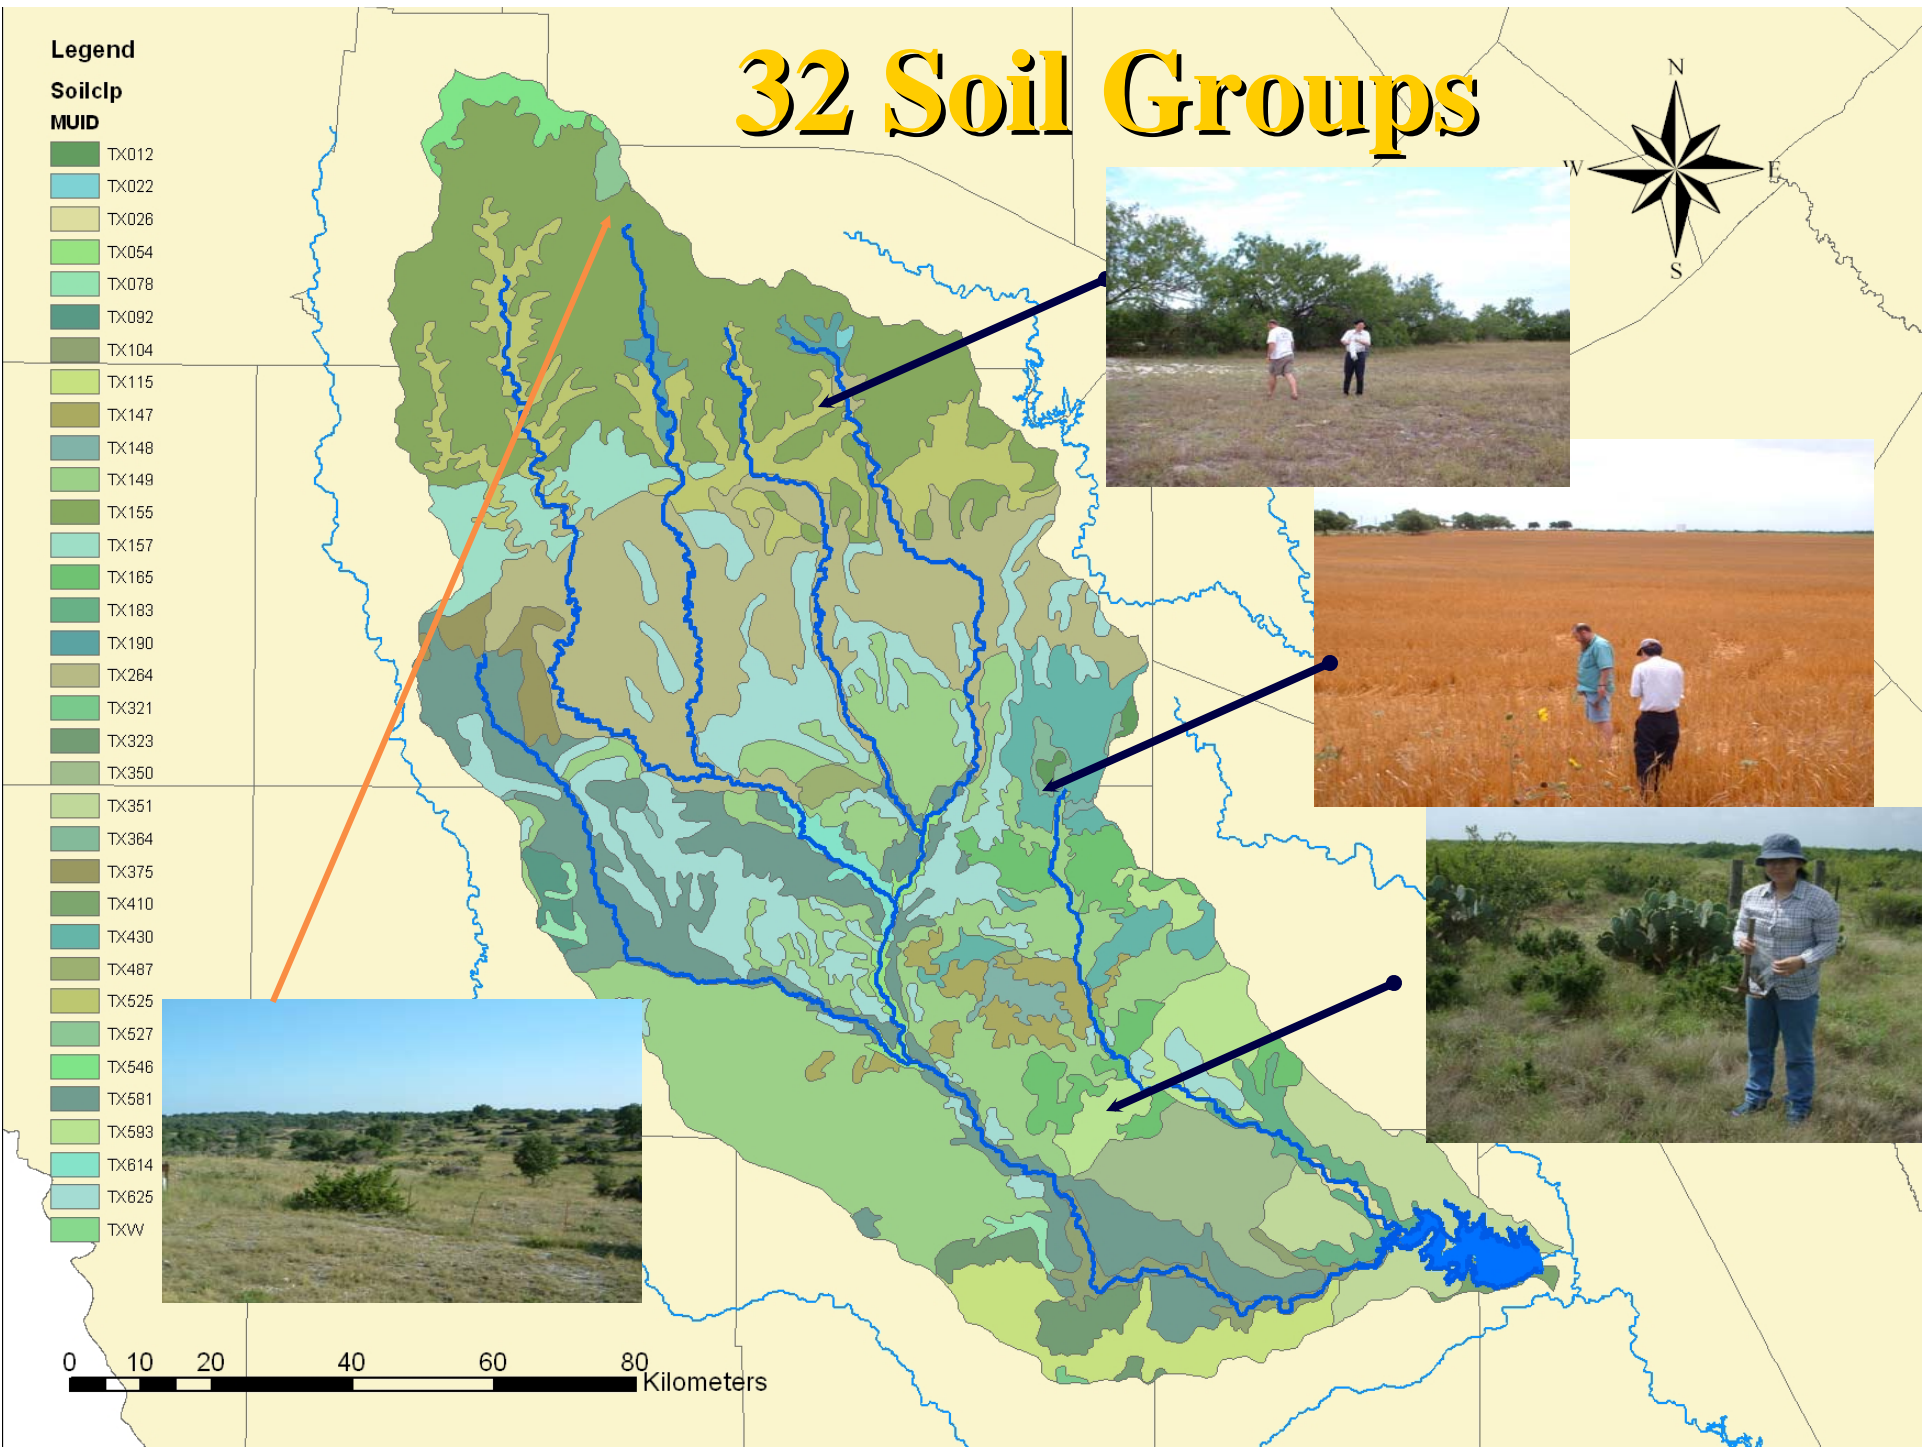 32 Soil Groups
Legend
Soilclp
MUID
TX012
TX022
TX026
TX054
TX078
TX092
TX104
TX115
TX147
TX148
TX149
TX155
TX157
TX165
TX183
TX190
TX264
TX321
TX323
TX350
TX351
TX364
TX375
TX410
TX430
TX487
TX525
TX527
TX546
TX581
TX593
TX614
TX625
TXW
N
W E
S
0 10 20 40 60 80
Kilometers